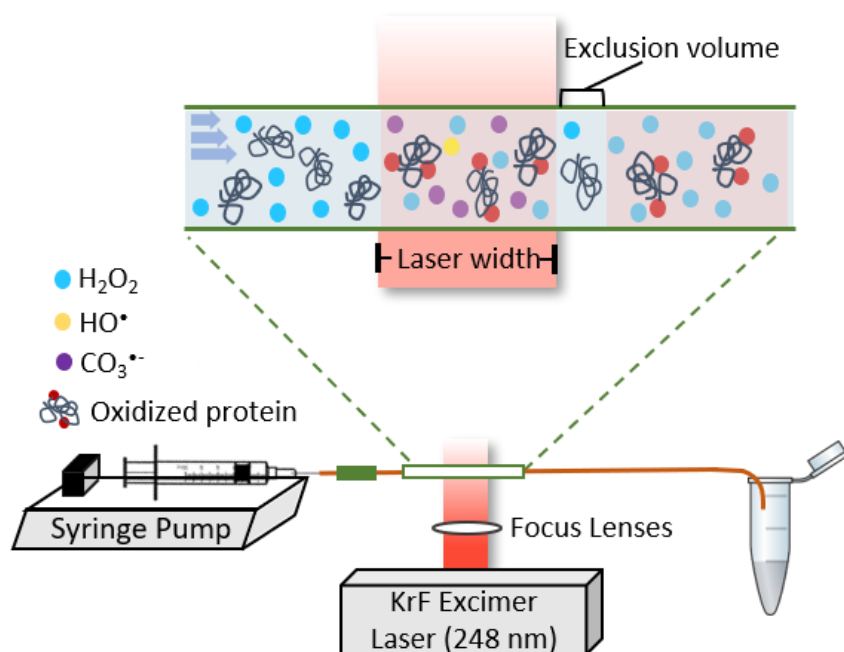 Exclusion volume
Laser width
H₂O₂
HO•
CO₃•-
Oxidized protein
Syringe Pump
Focus Lenses
KrF Excimer
Laser (248 nm)